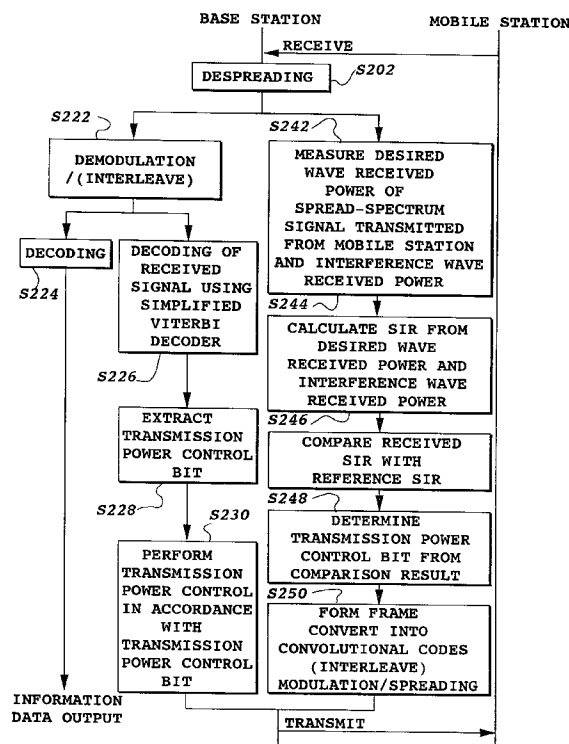 BASE STATION
MOBILE STATION
RECEIVE
DESPREADING
S202
S222
DEMODULATION
/(INTERLEAVE)
DECODING
S224
DECODING OF
RECEIVED
SIGNAL USING
SIMPLIFIED
VITERBI
DECODER
S226
EXTRACT
TRANSMISSION
POWER CONTROL
BIT
S228
S230
PERFORM
TRANSMISSION
POWER CONTROL
IN ACCORDANCE
WITH
TRANSMISSION
POWER CONTROL
BIT
INFORMATION
DATA OUTPUT
S242
MEASURE DESIRED
WAVE RECEIVED
POWER OF
SPREAD-SPECTRUM
SIGNAL TRANSMITTED
FROM MOBILE STATION
AND INTERFERENCE WAVE
RECEIVED POWER
S244
CALCULATE SIR FROM
DESIRED WAVE
RECEIVED POWER AND
INTERFERENCE WAVE
RECEIVED POWER
S246
COMPARE RECEIVED
SIR WITH
REFERENCE SIR
S248
DETERMINE
TRANSMISSION POWER
CONTROL BIT FROM
COMPARISON RESULT
S250
FORM FRAME
CONVERT INTO
CONVOLUTIONAL CODES
(INTERLEAVE)
MODULATION/SPREADING
TRANSMIT